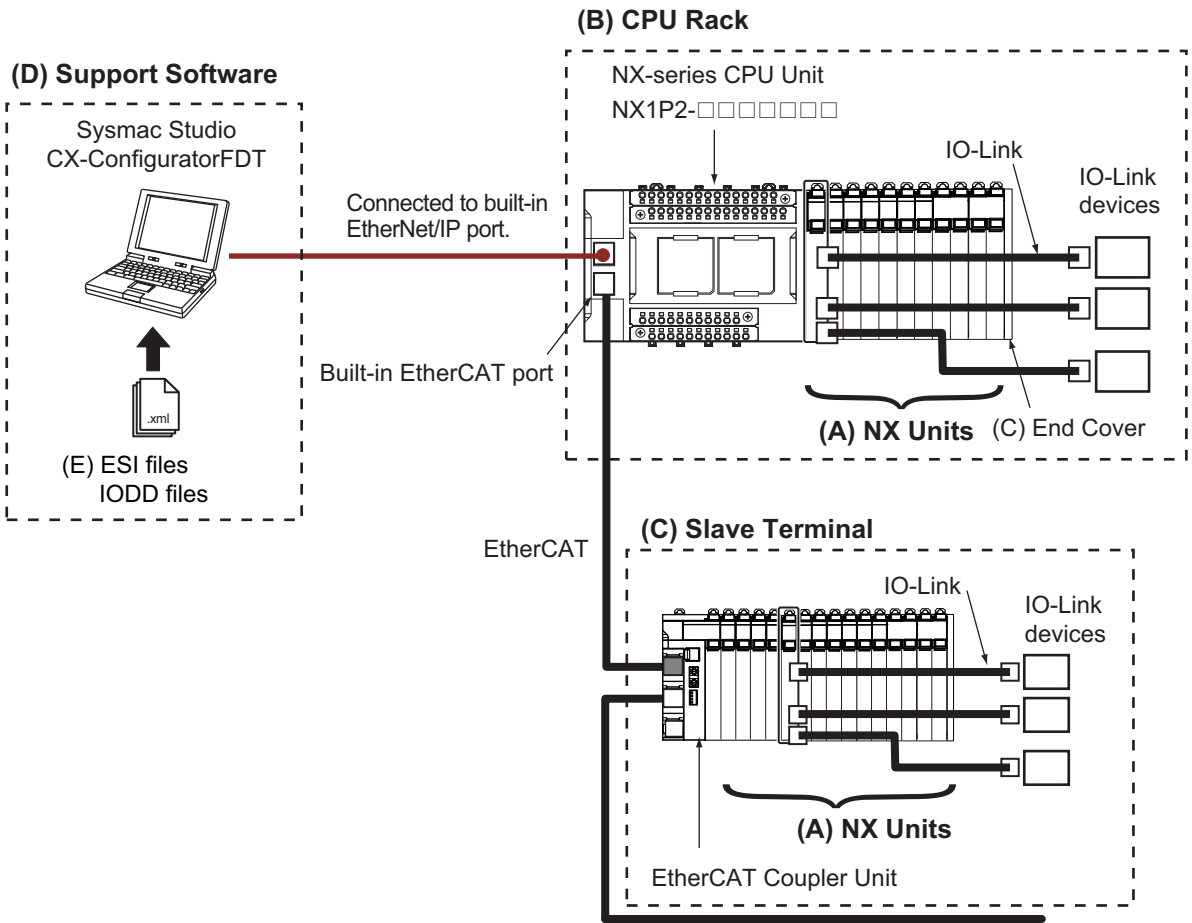 (B) CPU Rack
(D) Support Software
Sysmac Studio
CX-ConfiguratorFDT
.xml
(E) ESI files
IODD files
Connected to built-in
EtherNet/IP port.
NX-series CPU Unit
NX1P2-□□□□□□□
IO-Link
IO-Link
devices
Built-in EtherCAT port
(A) NX Units
(C) End Cover
EtherCAT
(C) Slave Terminal
IO-Link
IO-Link
devices
(A) NX Units
EtherCAT Coupler Unit